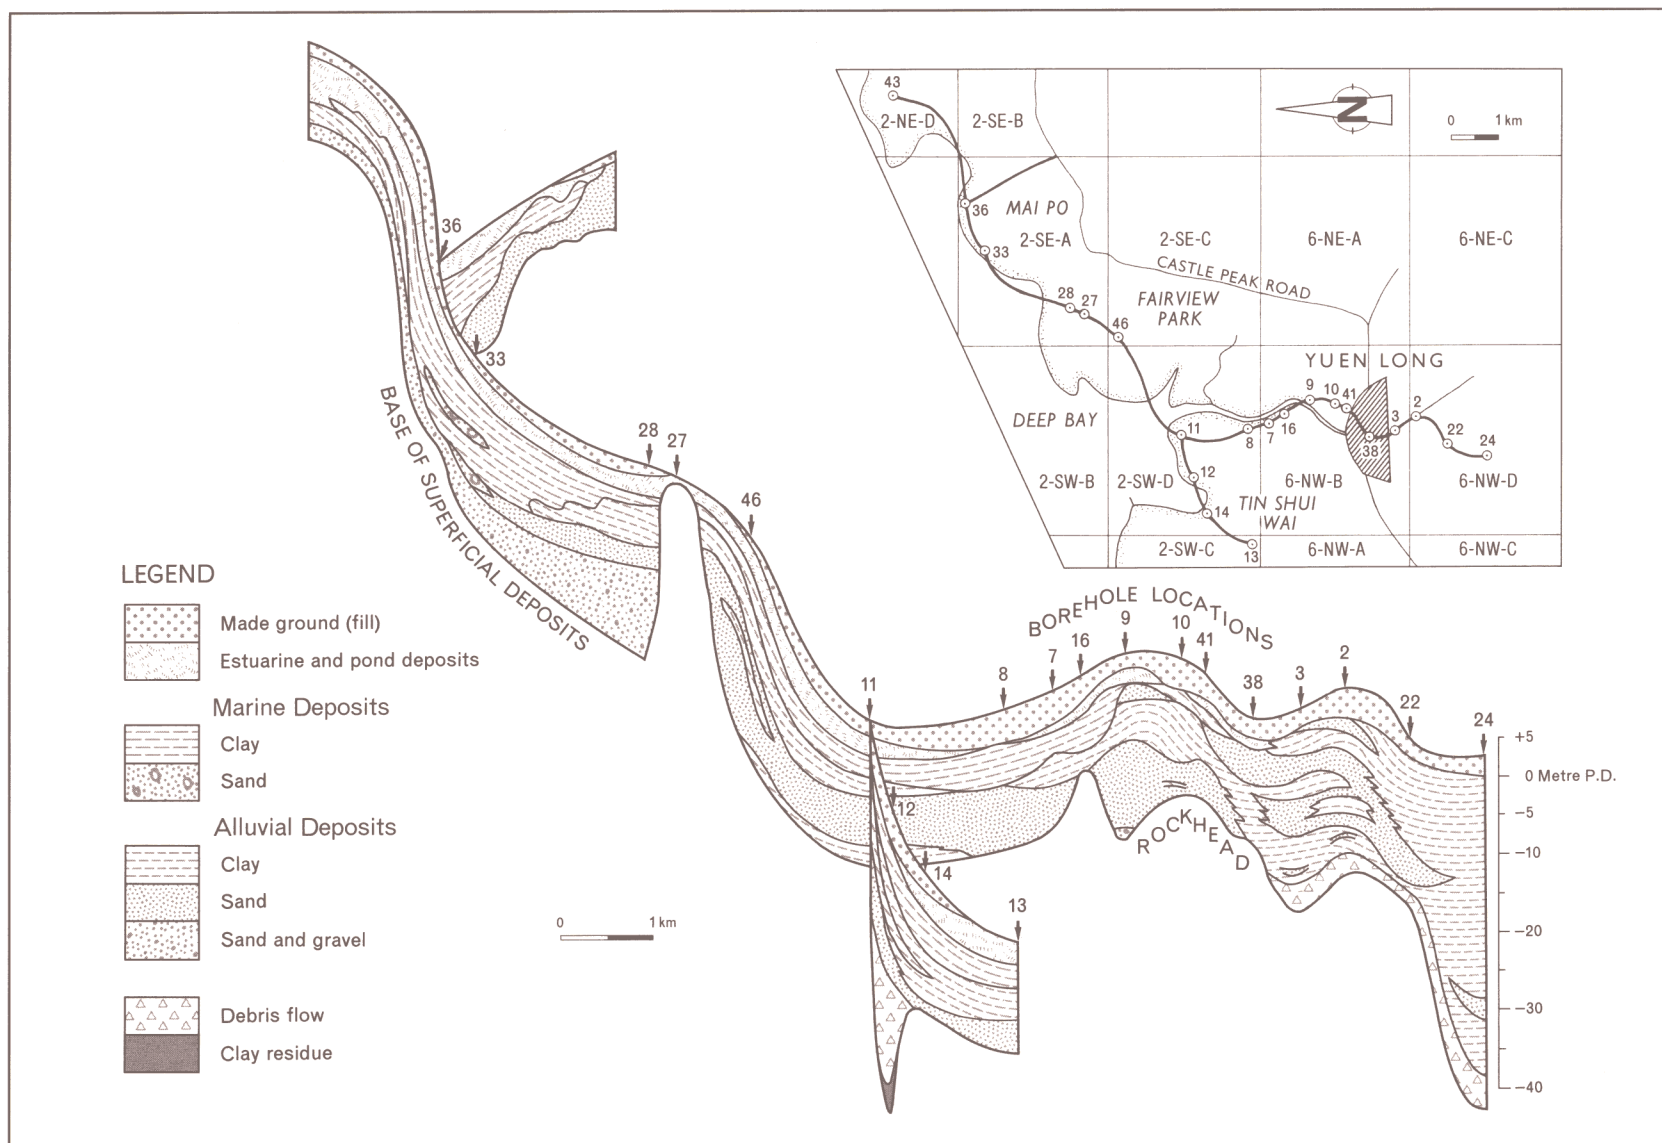 43
2-NE-D
2-SE-B
N
0 1 km
36
MAI PO
2-SE-A
2-SE-C
6-NE-A
6-NE-C
33
CASTLE PEAK ROAD
28
27
FAIRVIEW
PARK
46
YUEN LONG
DEEP BAY
9
10
41
3
2
11
8
7
16
38
22
24
2-SW-B
2-SW-D
12
6-NW-B
6-NW-D
14
TIN SHUI
WAI
2-SW-C
13
6-NW-A
6-NW-C
36
33
28
27
46
BASE OF SUPERFICIAL DEPOSITS
BOREHOLE LOCATIONS
11
8
7
16
9
10
41
38
3
2
22
24
12
14
13
ROCKHEAD
+5
0 Metre P.D.
−5
−10
−20
−30
−40
0 1 km
LEGEND
Made ground (fill)
Estuarine and pond deposits
Marine Deposits
Clay
Sand
Alluvial Deposits
Clay
Sand
Sand and gravel
Debris flow
Clay residue